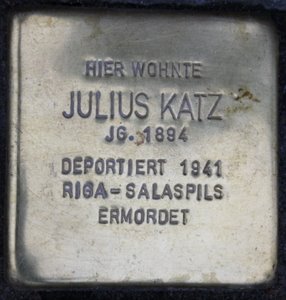 HIER WOHNTE
JULIUS KATZ
JG. 1894
DEPORTIERT 1941
RIGA-SALASPILS
ERMORDET